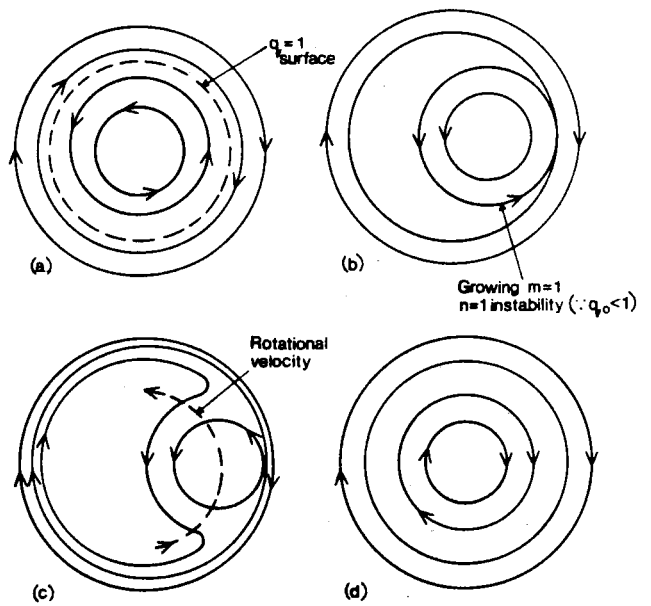 q=1
surface
(a)
(b)
Growing m=1
n=1 instability (∵q₀<1)
Rotational
velocity
(c)
(d)